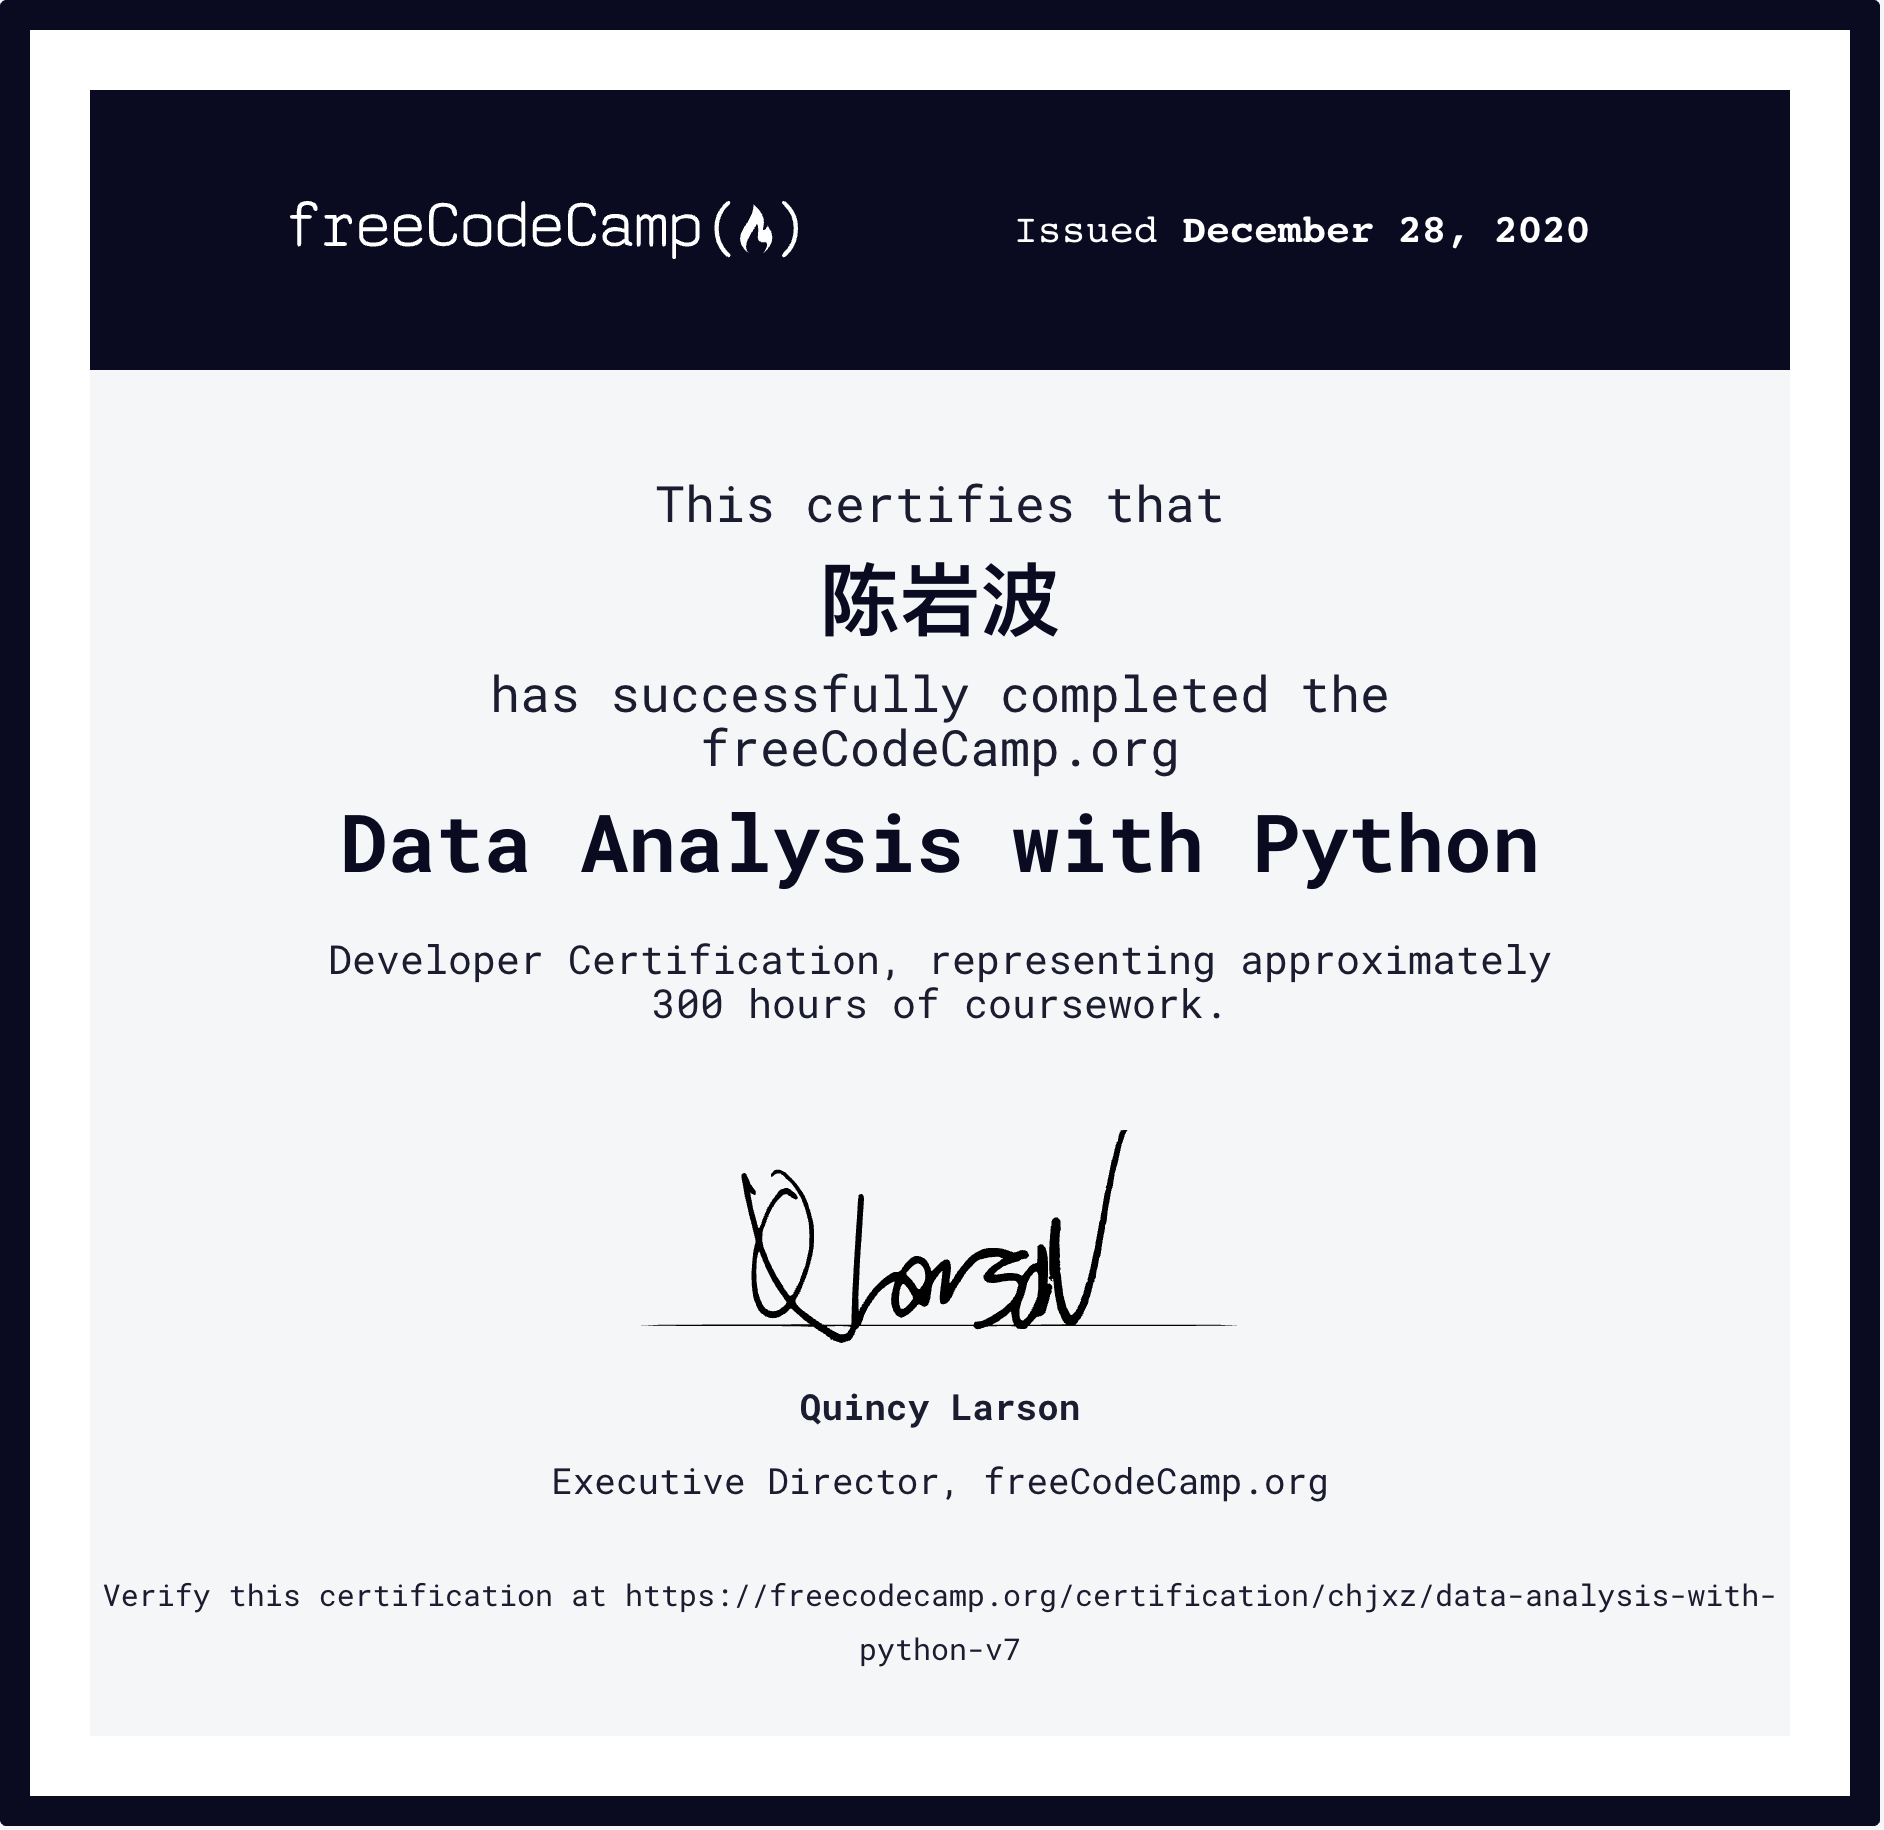 freeCodeCamp(🔥)
Issued December 28, 2020
This certifies that
陈岩波
has successfully completed the
freeCodeCamp.org
Data Analysis with Python
Developer Certification, representing approximately
300 hours of coursework.
QLarson
Quincy Larson
Executive Director, freeCodeCamp.org
Verify this certification at https://freecodecamp.org/certification/chjxz/data-analysis-with-
python-v7